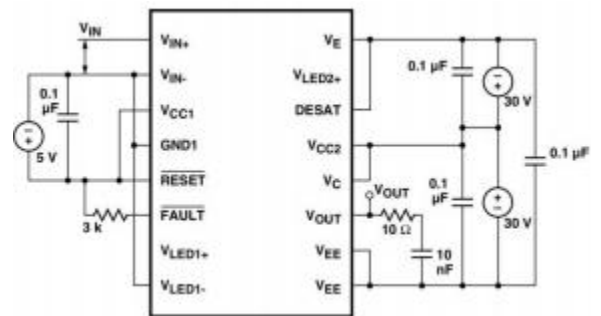 VIN
VIN+
VIN-
VCC1
GND1
RESET
FAULT
VLED1+
VLED1-
VE
VLED2+
DESAT
VCC2
VC
VOUT
VEE
VEE
0.1
µF
5 V
3 k
VOUT
10 Ω
10
nF
0.1 µF
30 V
0.1
µF
30 V
0.1 µF